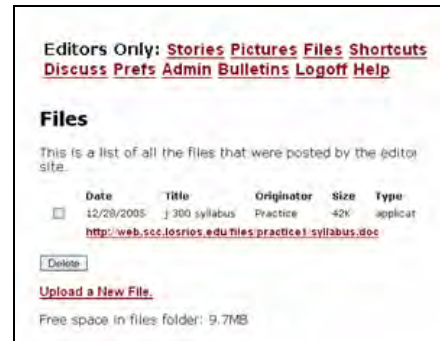 Editors Only: Stories Pictures Files Shortcuts
Discuss Prefs Admin Bulletins Logoff Help
Files
This is a list of all the files that were posted by the editor
site.
Date Title Originator Size Type
12/28/2005 j 300 syllabus Practice 42K applicat
http://web.scc.losrios.edu/files/practice1/syllabus.doc
Delete
Upload a New File.
Free space in files folder: 9.7MB